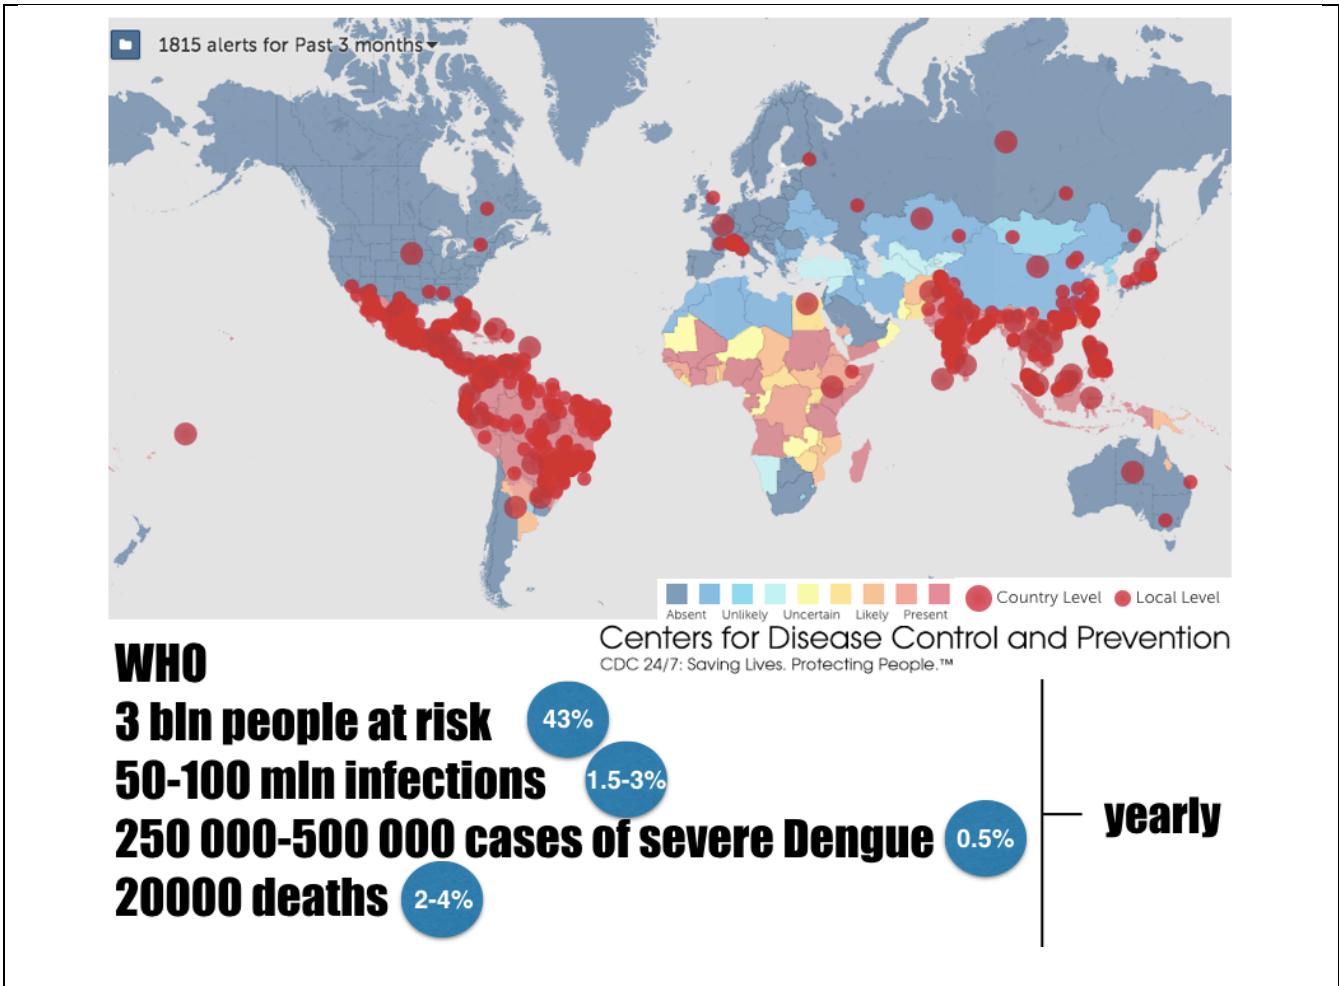 1815 alerts for Past 3 months
Absent Unlikely Uncertain Likely Present
Country Level Local Level
Centers for Disease Control and Prevention
CDC 24/7: Saving Lives. Protecting People.™
WHO
3 bln people at risk 43%
50-100 mln infections 1.5-3%
250 000-500 000 cases of severe Dengue 0.5%
20000 deaths 2-4%
yearly